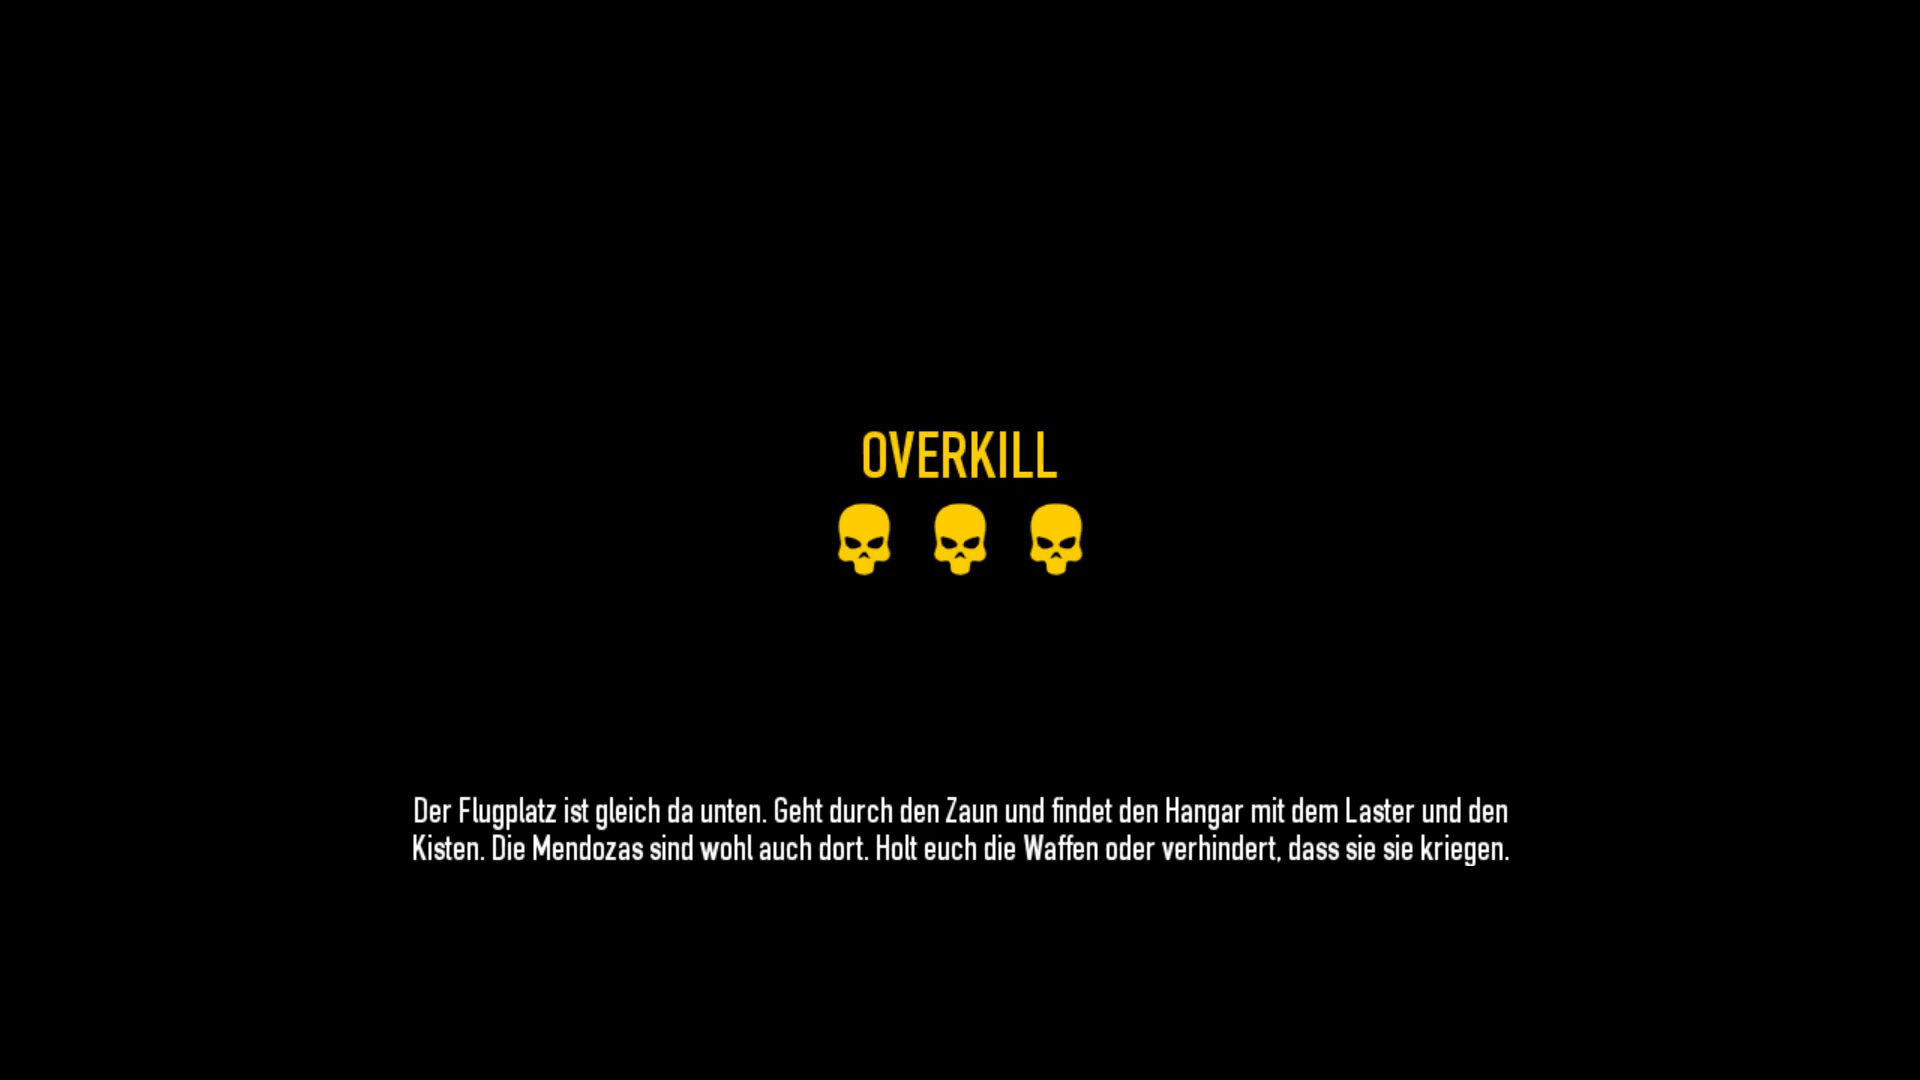 OVERKILL
Der Flugplatz ist gleich da unten. Geht durch den Zaun und findet den Hangar mit dem Laster und den
Kisten. Die Mendozas sind wohl auch dort. Holt euch die Waffen oder verhindert, dass sie sie kriegen.